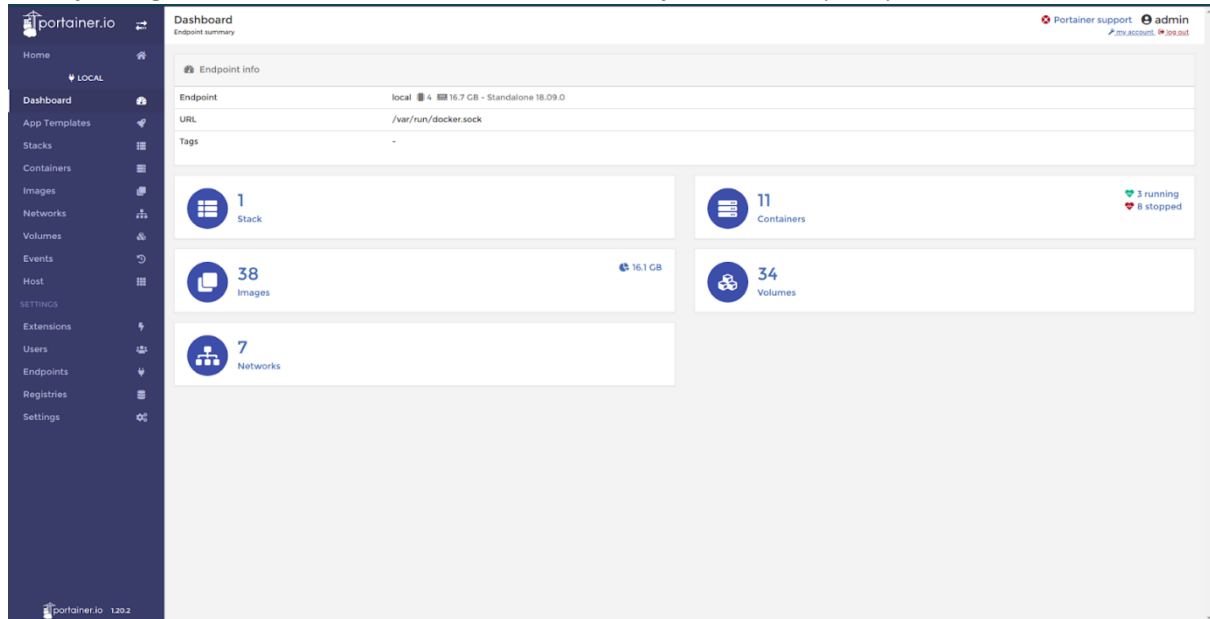 portainer.io
Home
LOCAL
Dashboard
App Templates
Stacks
Containers
Images
Networks
Volumes
Events
Host
SETTINGS
Extensions
Users
Endpoints
Registries
Settings
portainer.io 1.20.2
Dashboard
Endpoint summary
Portainer support admin
my account log out
Endpoint info
Endpoint local 4 16.7 GB - Standalone 18.09.0
URL /var/run/docker.sock
Tags -
1
Stack
11
Containers
3 running
8 stopped
38
Images
16.1 GB
34
Volumes
7
Networks